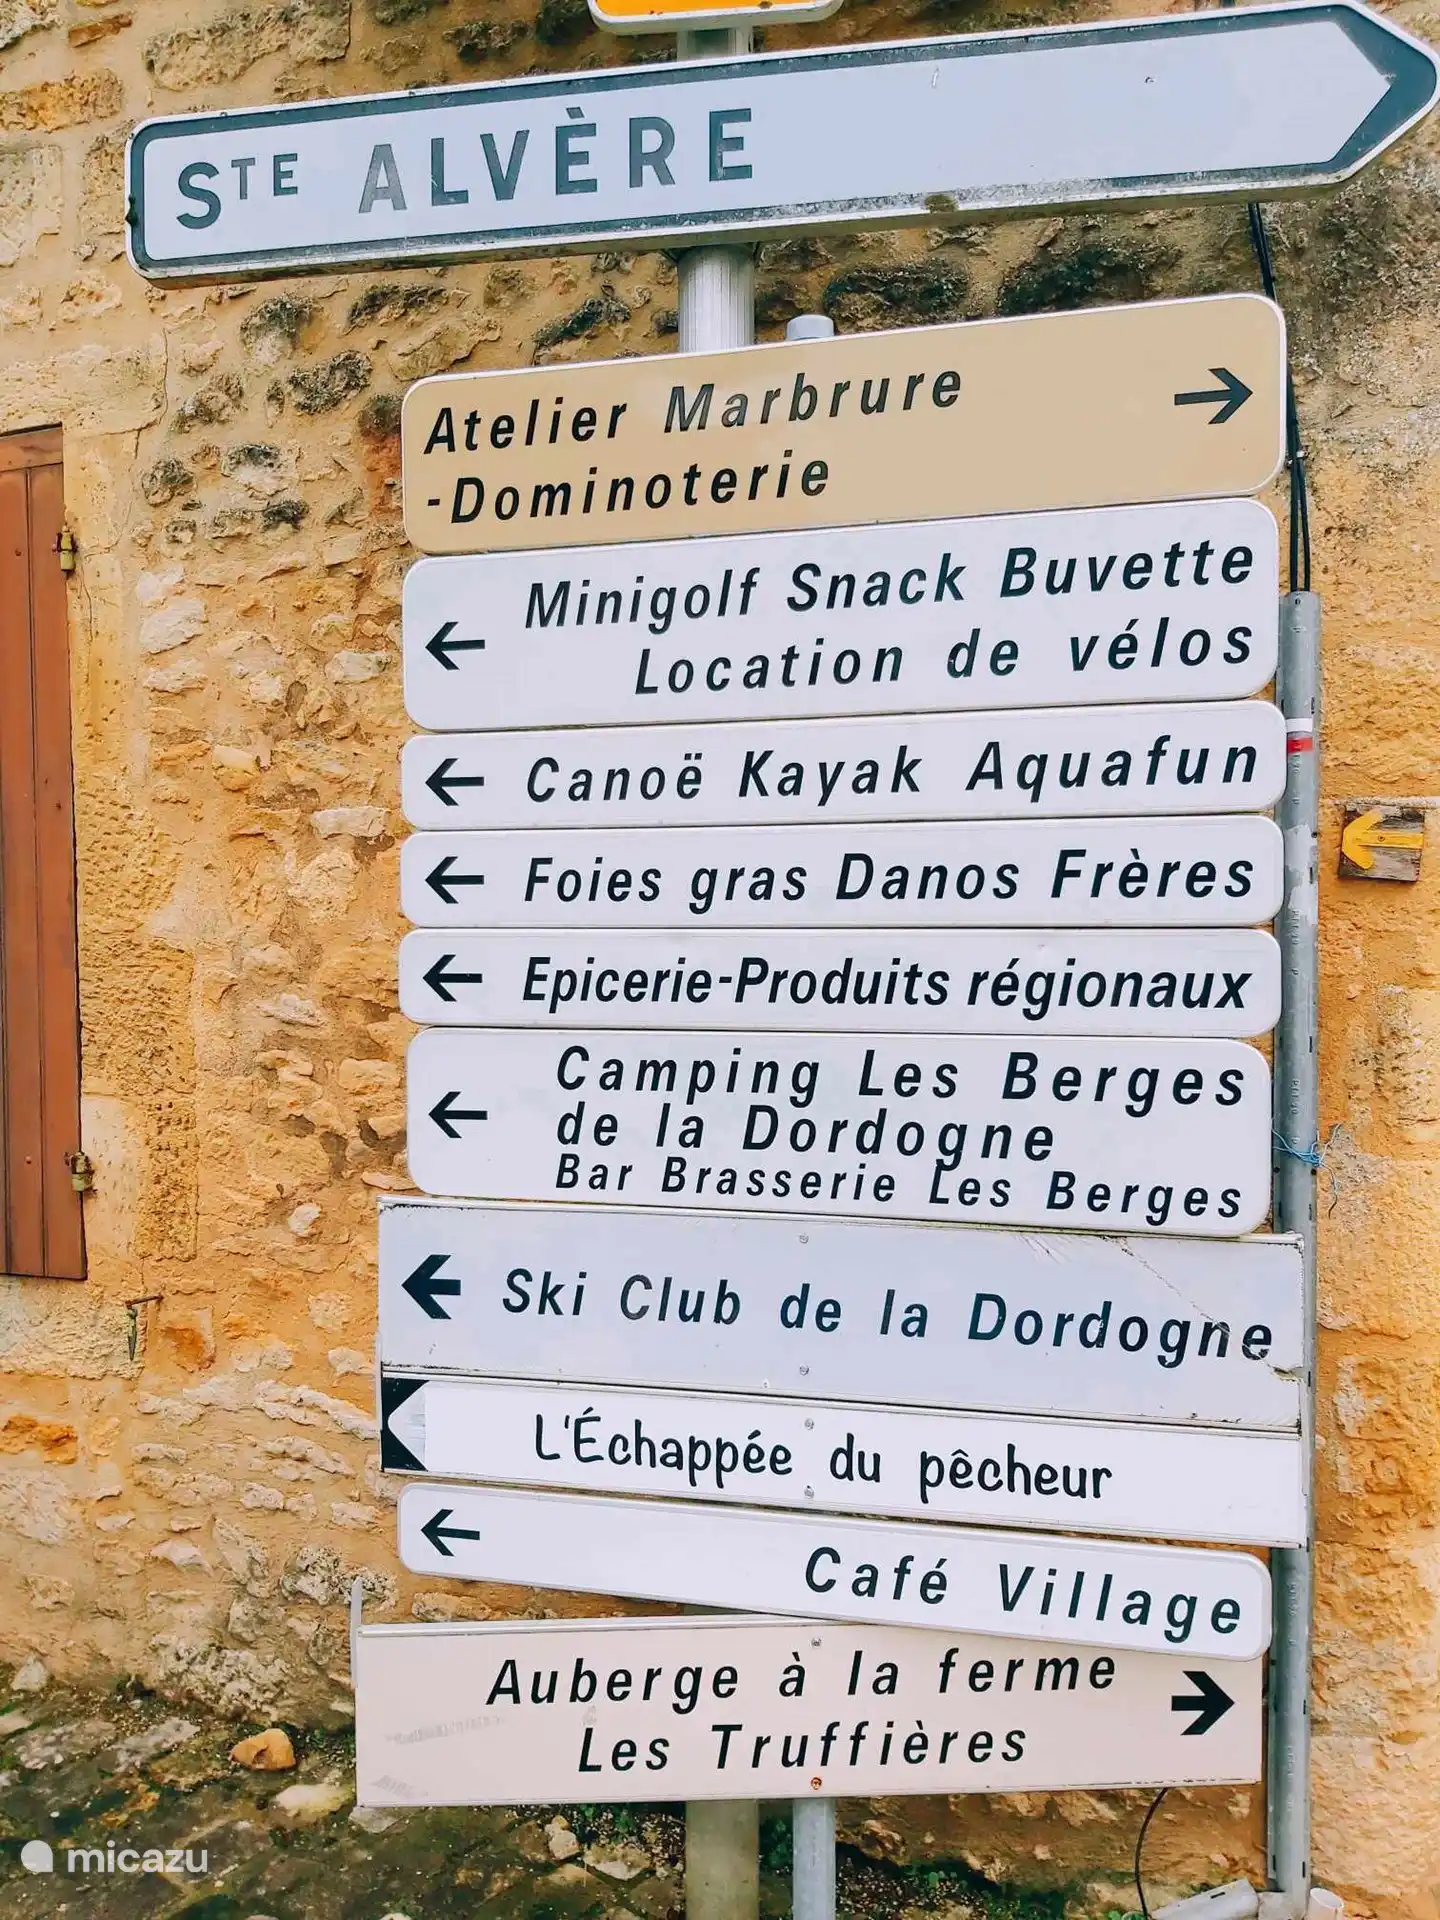 STE ALVÈRE
Atelier Marbrure
-Dominoterie
Minigolf Snack Buvette
Location de vélos
Canoë Kayak Aquafun
Foies gras Danos Frères
Epicerie-Produits régionaux
Camping Les Berges
de la Dordogne
Bar Brasserie Les Berges
Ski Club de la Dordogne
L'Échappée du pêcheur
Café Village
Auberge à la ferme
Les Truffières
micazu